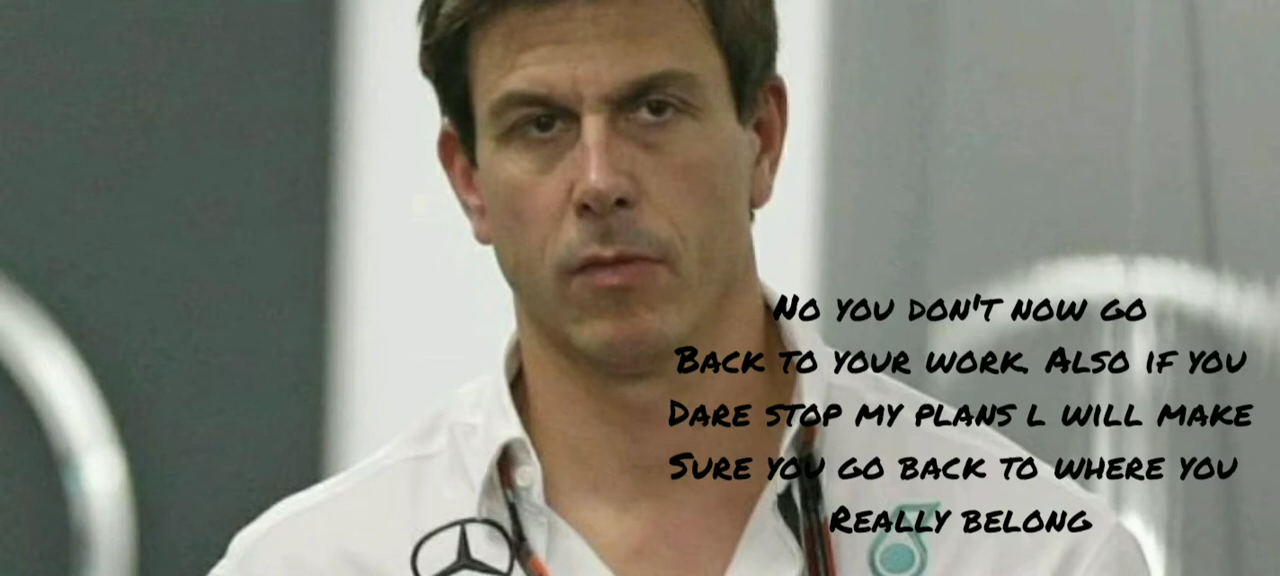 No you don't now go
Back to your work. Also if you
Dare stop my plans l will make
Sure you go back to where you
Really belong